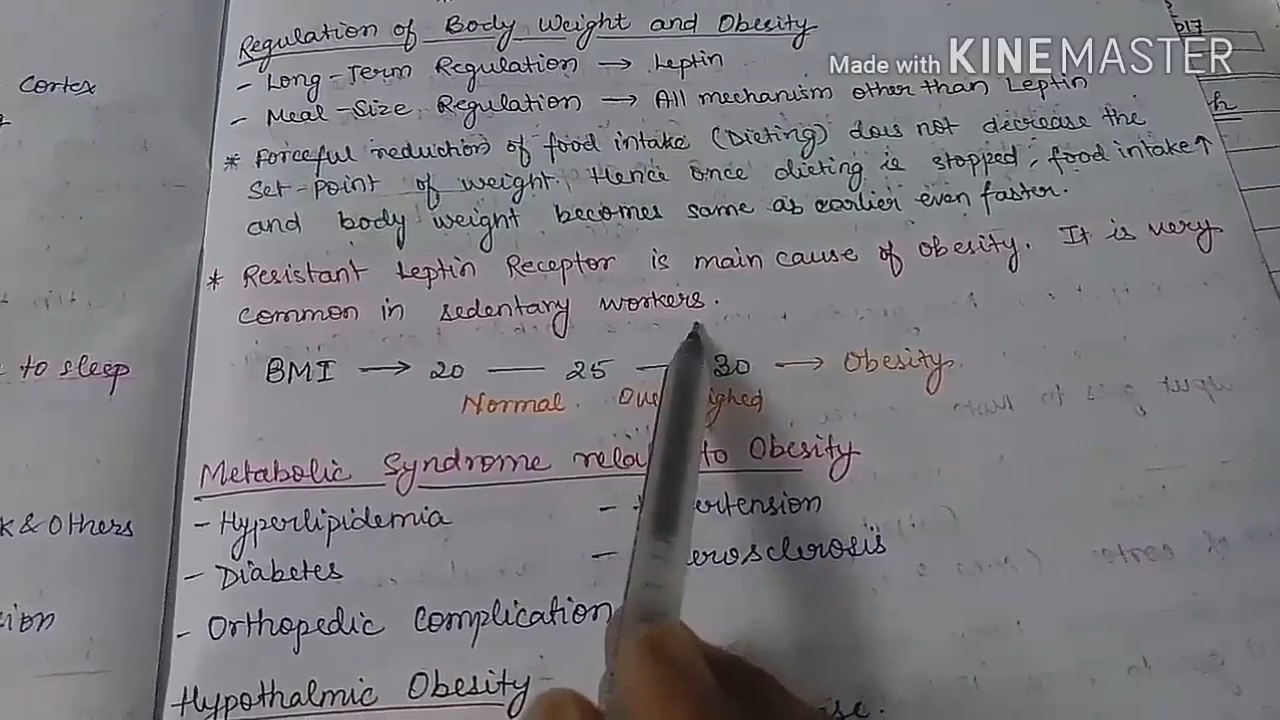 Regulation of Body Weight and Obesity
Made with KINEMASTER
- Long-Term Regulation → Leptin
- Meal-Size Regulation → All mechanism other than Leptin
* Forceful reduction of food intake (Dieting) does not decrease the
set-point of weight. Hence once dieting is stopped, food intake↑
and body weight becomes same as earlier even faster.
* Resistant Leptin Receptor is main cause of obesity. It is very
common in sedentary workers.
BMI → 20 — 25 — 30 → Obesity.
Normal.
Metabolic Syndrome to Obesity
- Hyperlipidemia -
- Diabetes -
- Orthopedic Complication
Hypothalmic Obesity -
Cortex
to sleep
& Others